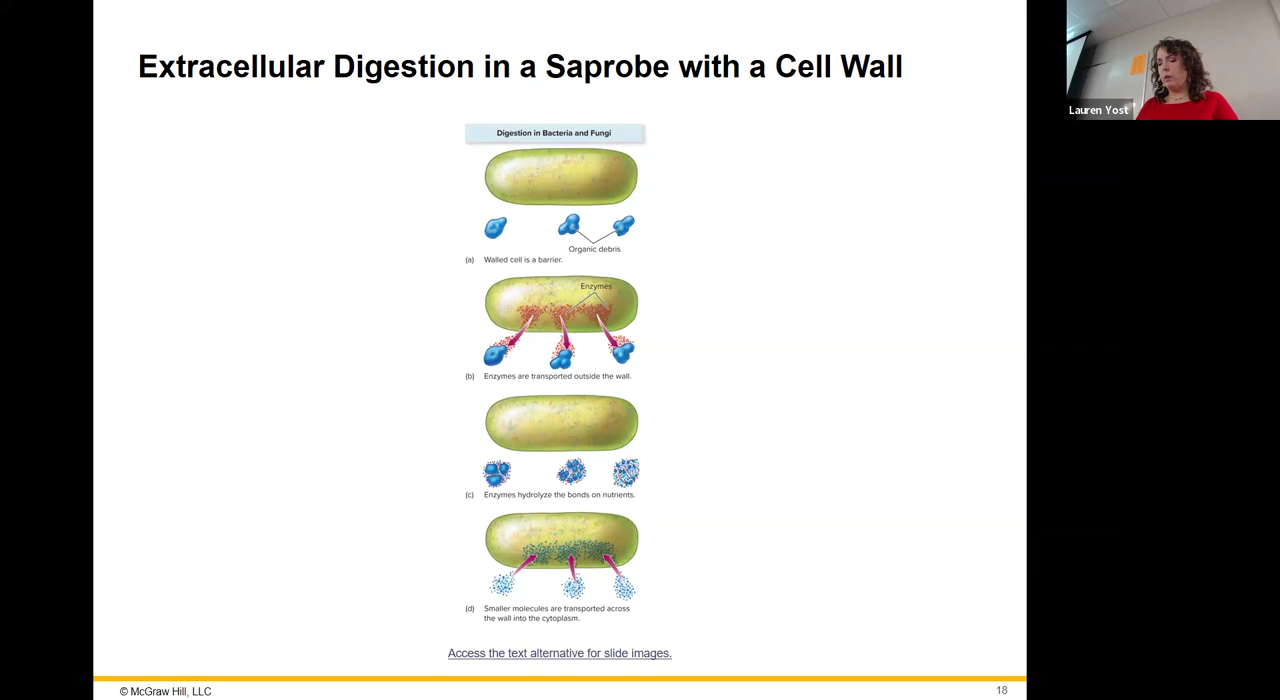 Extracellular Digestion in a Saprobe with a Cell Wall
Lauren Yost
Digestion in Bacteria and Fungi
Organic debris
(a) Walled cell is a barrier.
Enzymes
(b) Enzymes are transported outside the wall.
(c) Enzymes hydrolyze the bonds on nutrients.
(d) Smaller molecules are transported across
the wall into the cytoplasm.
Access the text alternative for slide images.
© McGraw Hill, LLC
18